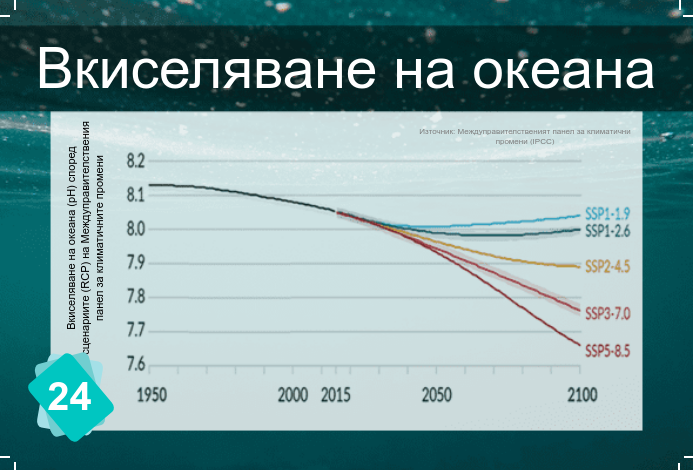 Вкиселяване на океана
Източник: Междуправителственият панел за климатични
промени (IPCC)
Вкиселяване на океана (pH) според
сценариите (RCP) на Междуправителствения
панел за климатичните промени
8.2
8.1
8.0
7.9
7.8
7.7
7.6
SSP1-1.9
SSP1-2.6
SSP2-4.5
SSP3-7.0
SSP5-8.5
1950
2000
2015
2050
2100
24